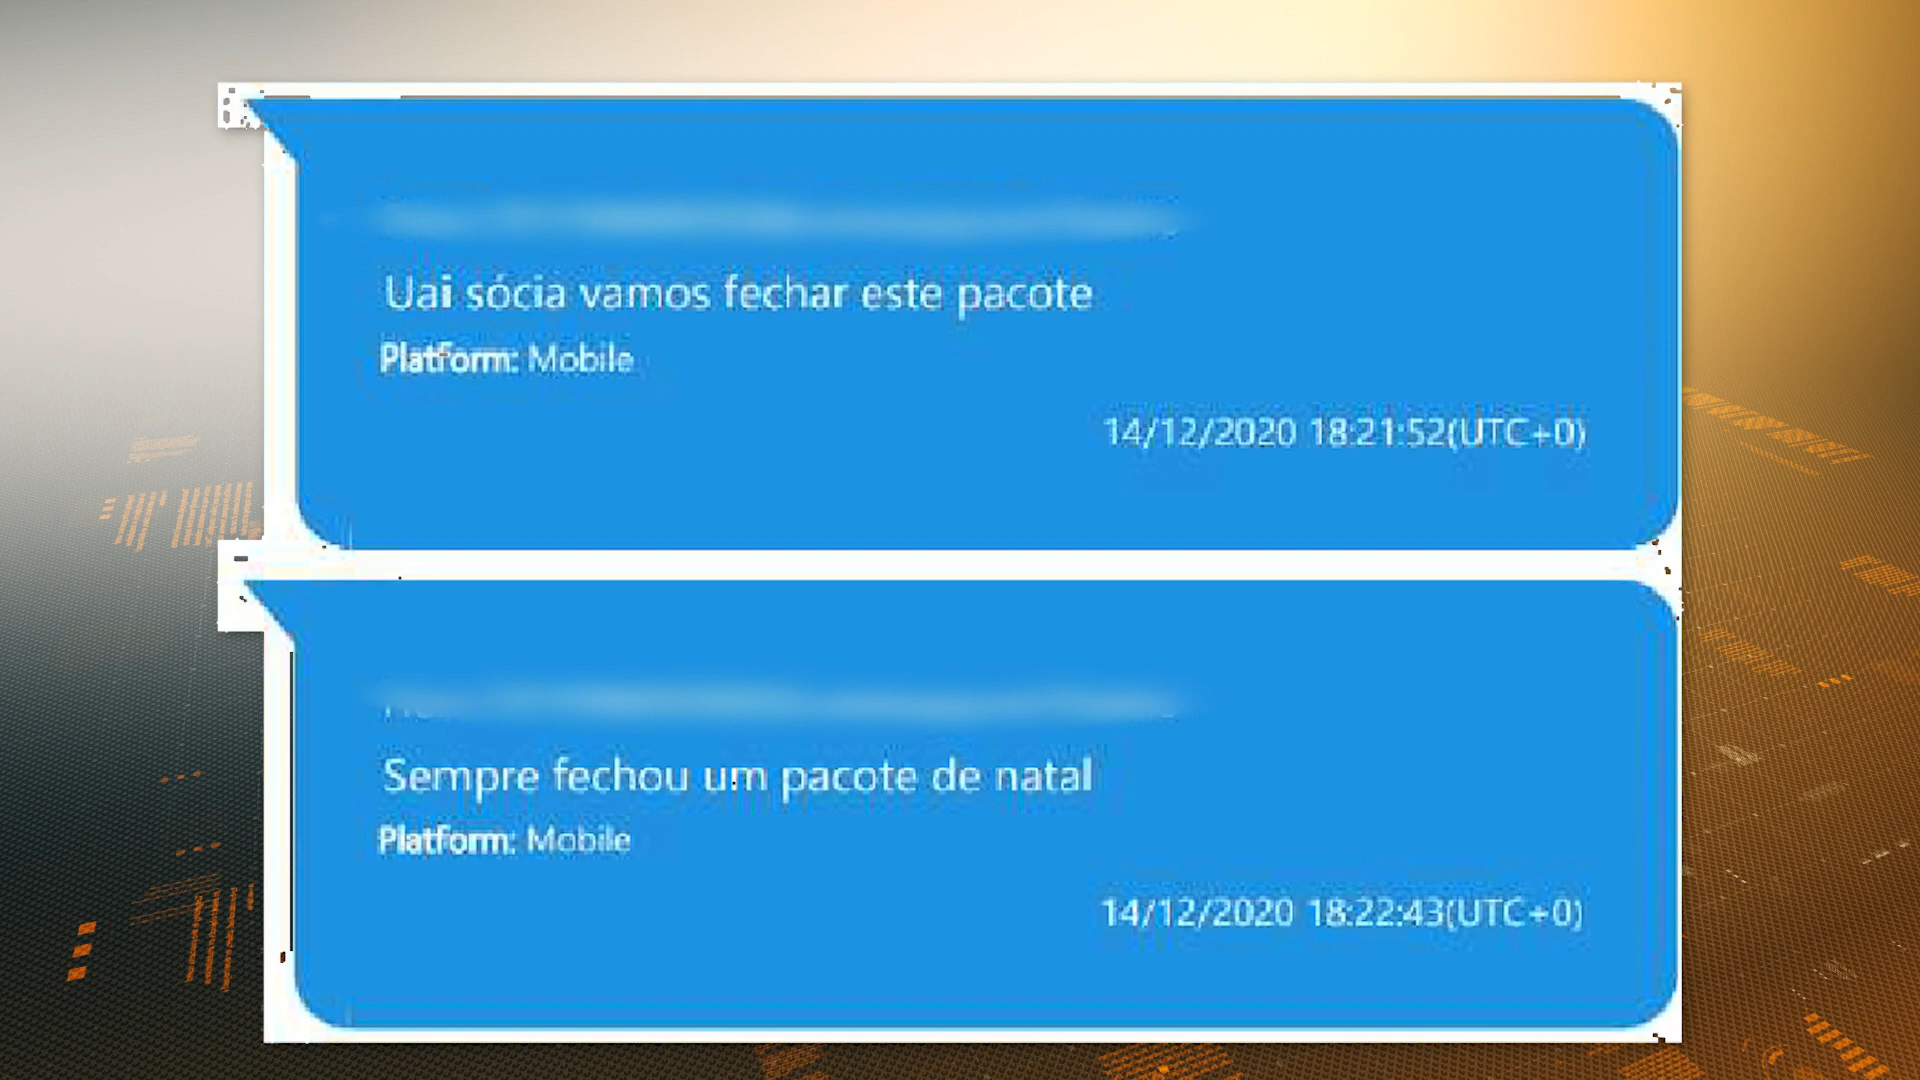 Uai sócia vamos fechar este pacote
Platform: Mobile
14/12/2020 18:21:52(UTC+0)
Sempre fechou um pacote de natal
Platform: Mobile
14/12/2020 18:22:43(UTC+0)